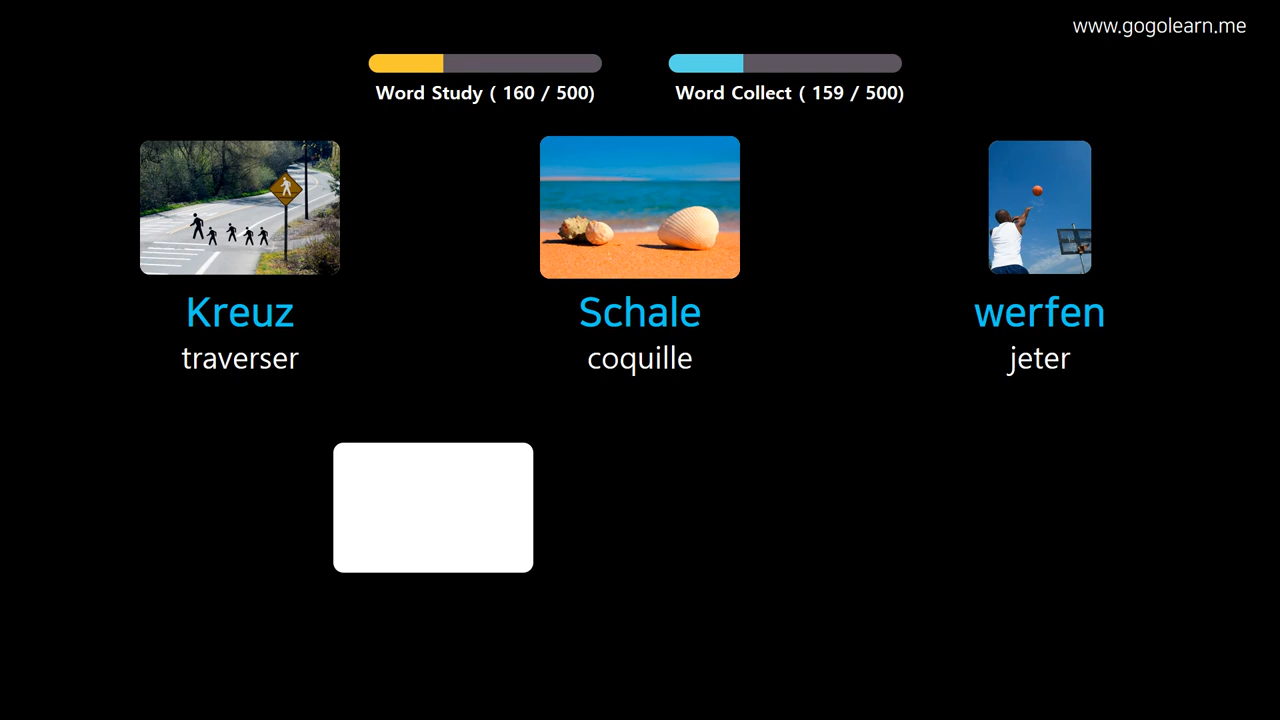 www.gogolearn.me
Word Study ( 160 / 500)
Word Collect ( 159 / 500)
Kreuz
traverser
Schale
coquille
werfen
jeter